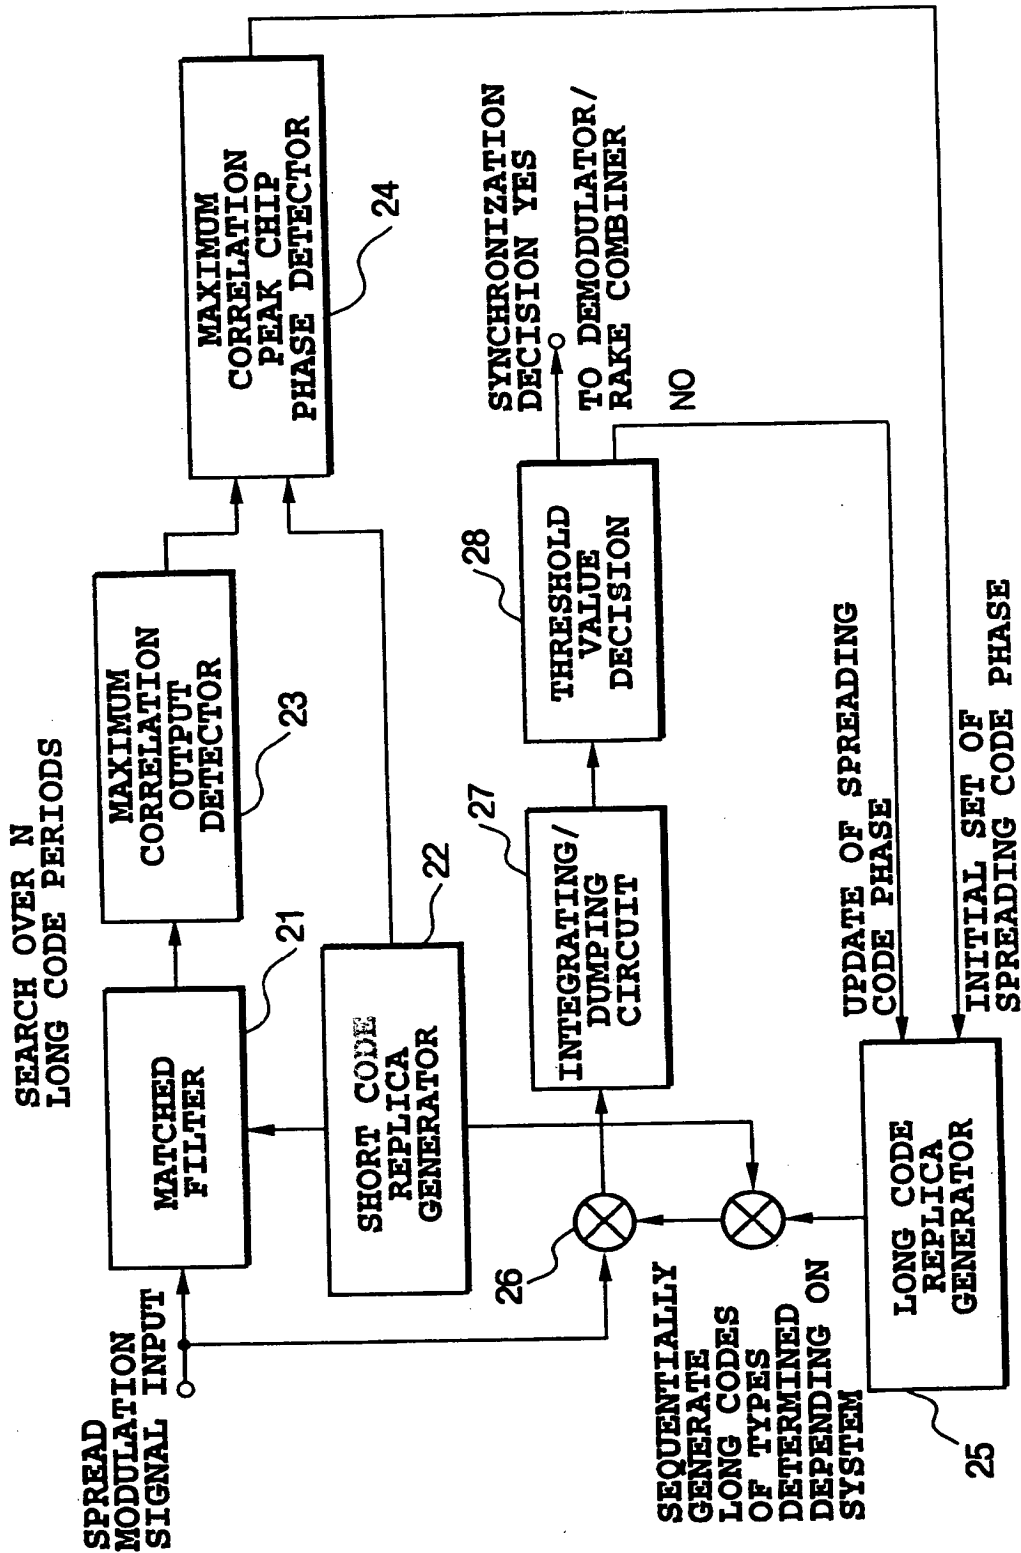 SEARCH OVER N
LONG CODE PERIODS
SPREAD
MODULATION
SIGNAL INPUT
MATCHED
FILTER
21
MAXIMUM
CORRELATION
OUTPUT
DETECTOR
23
MAXIMUM
CORRELATION
PEAK CHIP
PHASE DETECTOR
24
SHORT CODE
REPLICA
GENERATOR
22
26
INTEGRATING/
DUMPING
CIRCUIT
27
THRESHOLD
VALUE
DECISION
28
SYNCHRONIZATION
DECISION YES
TO DEMODULATOR/
RAKE COMBINER
NO
SEQUENTIALLY
GENERATE
LONG CODES
OF TYPES
DETERMINED
DEPENDING ON
SYSTEM
LONG CODE
REPLICA
GENERATOR
25
UPDATE OF SPREADING
CODE PHASE
INITIAL SET OF
SPREADING CODE PHASE